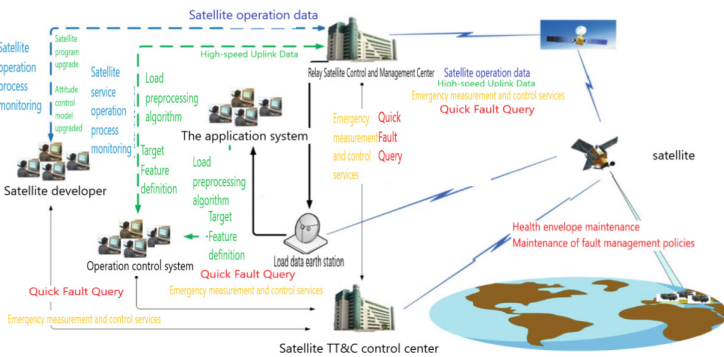 Satellite operation data
Satellite
operation
process
monitoring
Satellite
program
upgrade
Attitude
control
model
upgraded
Satellite
service
operation
process
monitoring
High-speed Uplink Data
Load
preprocessing
algorithm
Target
Feature
definition
Relay Satellite Control and Management Center
Satellite operation data
High-speed Uplink Data
Emergency measurement and control services
Quick Fault Query
The application system
Emergency
measurement
and control
services
Quick
Fault
Query
satellite
Satellite developer
Load
preprocessing
algorithm
Target
Feature
definition
Health envelope maintenance
Maintenance of fault management policies
Load data earth station
Operation control system
Quick Fault Query
Emergency measurement and control services
Quick Fault Query
Emergency measurement and control services
Satellite TT&C control center